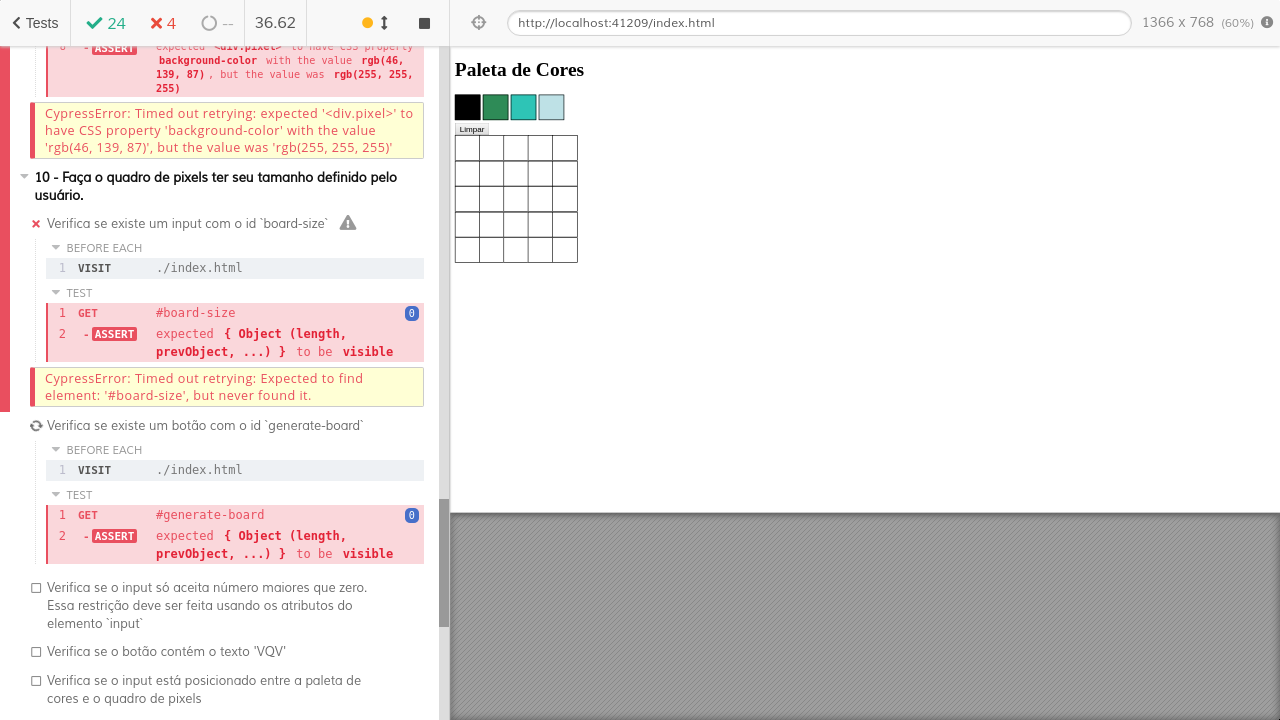 Tests
24
4
--
36.62
http://localhost:41209/index.html
1366 x 768 (60%)
6 - ASSERT expected <div.pixel> to have CSS property
background-color with the value rgb(46,
139, 87), but the value was rgb(255, 255,
255)
CypressError: Timed out retrying: expected '<div.pixel>' to
have CSS property 'background-color' with the value
'rgb(46, 139, 87)', but the value was 'rgb(255, 255, 255)'
10 - Faça o quadro de pixels ter seu tamanho definido pelo
usuário.
Verifica se existe um input com o id `board-size`
BEFORE EACH
1 VISIT ./index.html
TEST
1 GET #board-size 0
2 - ASSERT expected { Object (length,
prevObject, ...) } to be visible
CypressError: Timed out retrying: Expected to find
element: '#board-size', but never found it.
Verifica se existe um botão com o id `generate-board`
BEFORE EACH
1 VISIT ./index.html
TEST
1 GET #generate-board 0
2 - ASSERT expected { Object (length,
prevObject, ...) } to be visible
Verifica se o input só aceita número maiores que zero.
Essa restrição deve ser feita usando os atributos do
elemento `input`
Verifica se o botão contém o texto 'VQV'
Verifica se o input está posicionado entre a paleta de
cores e o quadro de pixels
Paleta de Cores
Limpar